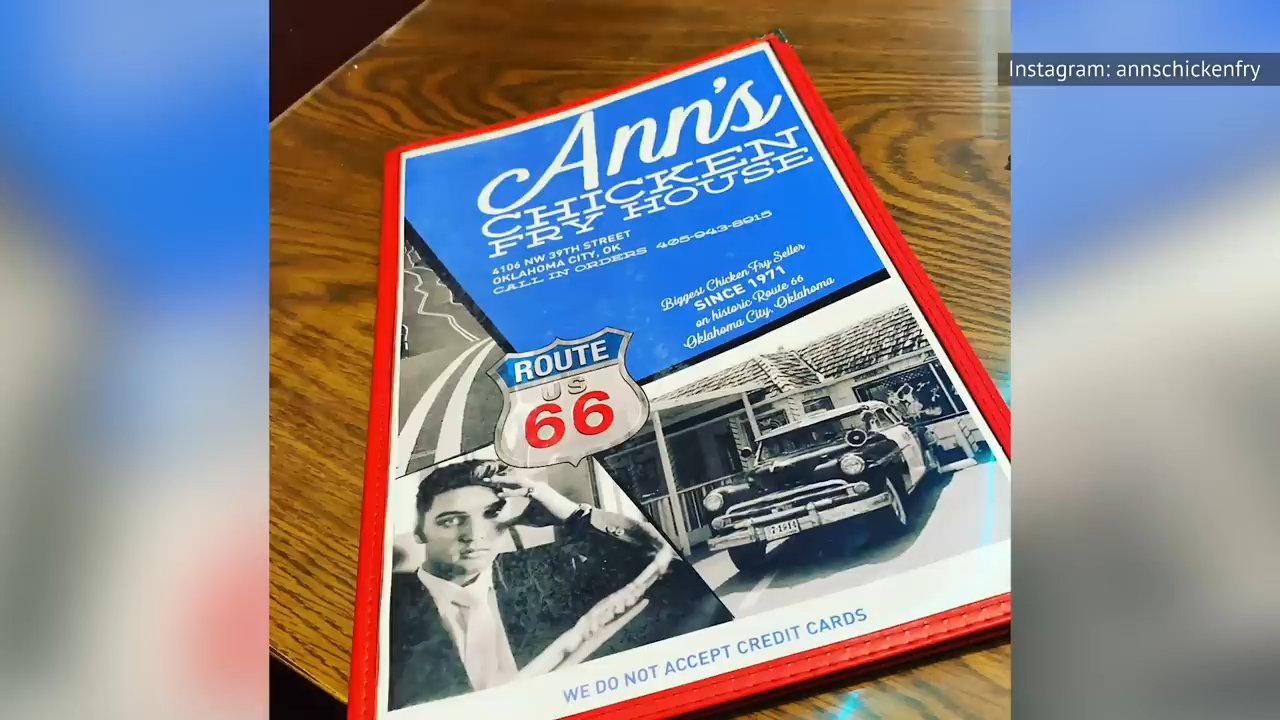 Instagram: annschickenfry
Ann's
CHICKEN
FRY HOUSE
4106 NW 39TH STREET
OKLAHOMA CITY, OK
CALL IN ORDERS 405-943-8915
Biggest Chicken Fry Seller
SINCE 1971
on historic Route 66
Oklahoma City, Oklahoma
ROUTE
US
66
WE DO NOT ACCEPT CREDIT CARDS